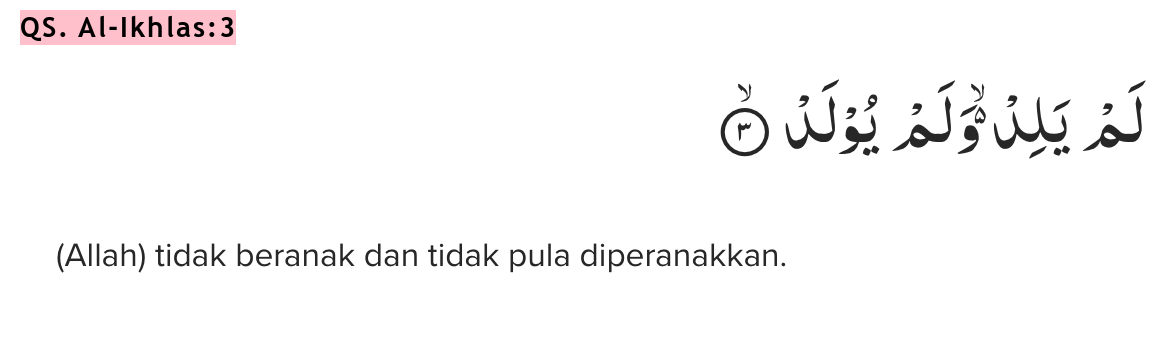 QS. Al-Ikhlas:3
لَمْ يَلِدْ ەۙ وَلَمْ يُوْلَدْۙ ٣
(Allah) tidak beranak dan tidak pula diperanakkan.